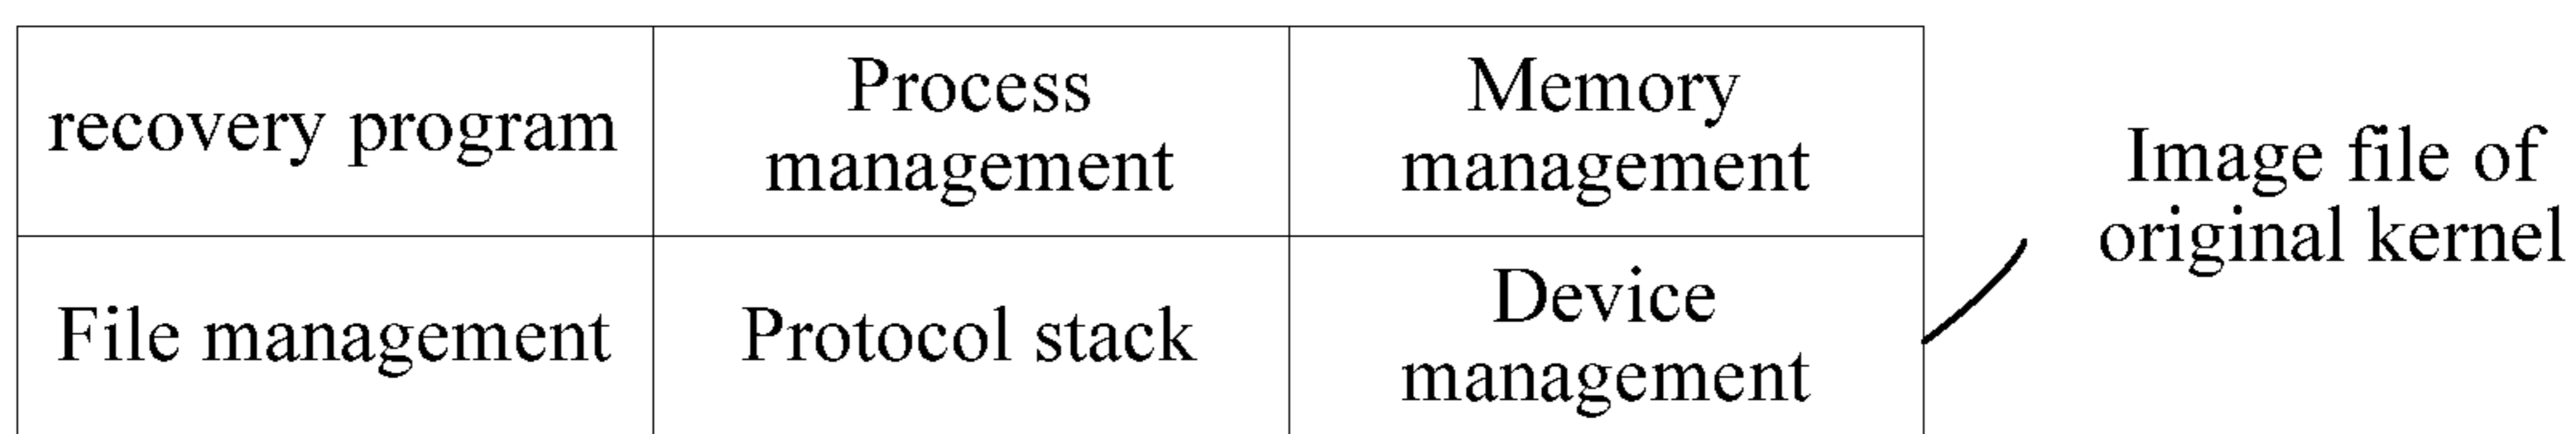 recovery program
Process
management
Memory
management
File management
Protocol stack
Device
management
Image file of
original kernel